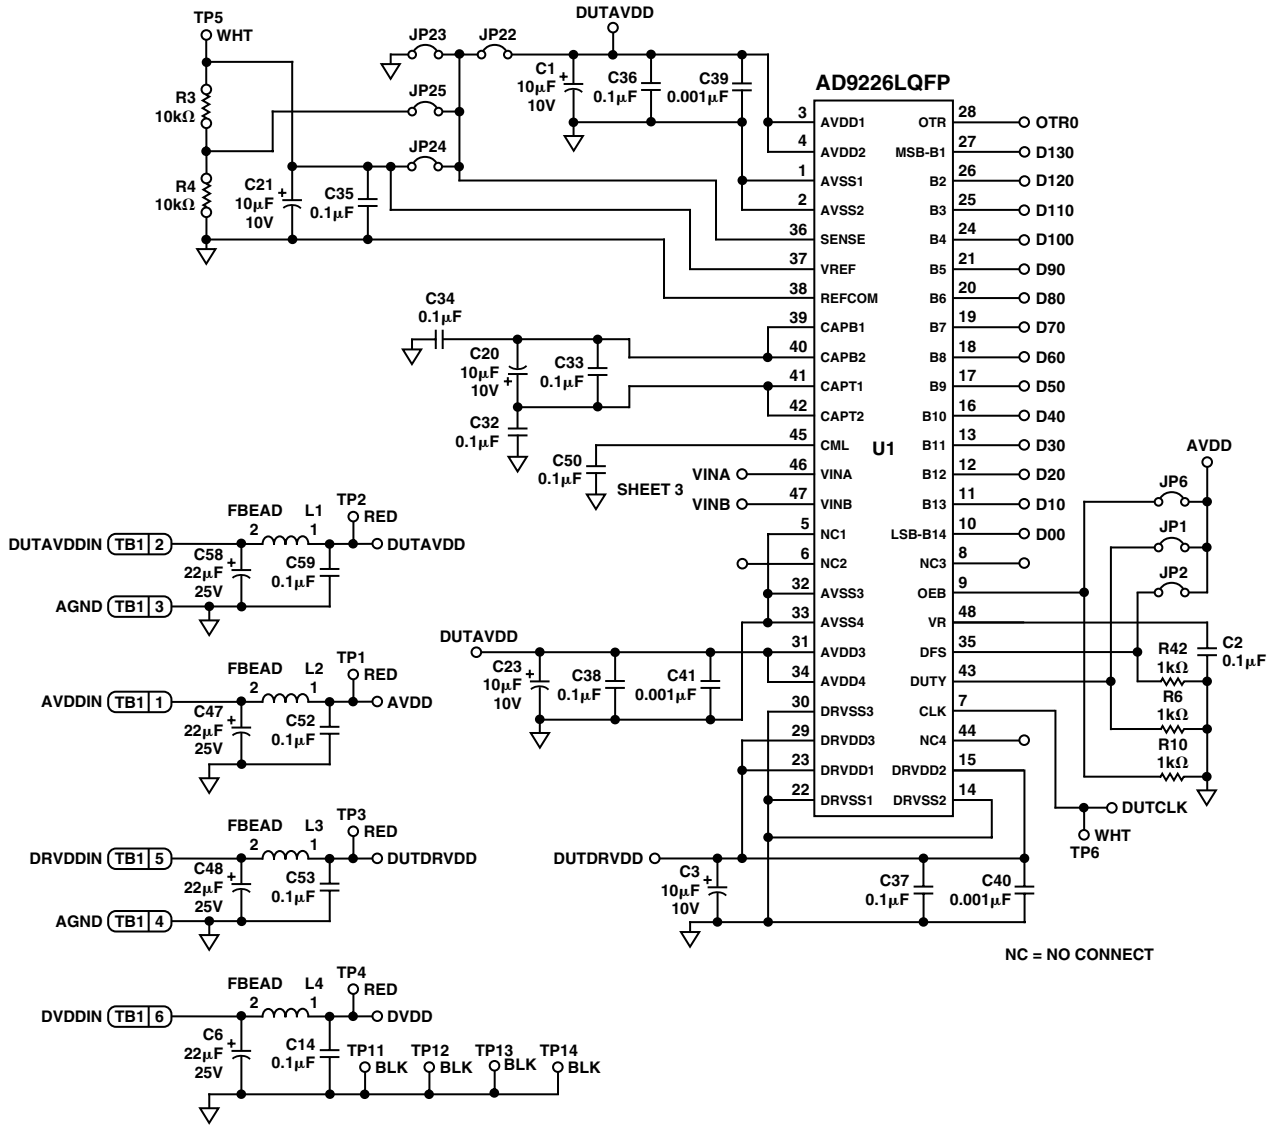 TP5
WHT
R3
10kΩ
R4
10kΩ
C21
+
10µF
10V
C35
0.1µF
JP23
JP22
JP25
JP24
DUTAVDD
C1
+
10µF
10V
C36
0.1µF
C39
0.001µF
AD9226LQFP
3 AVDD1
4 AVDD2
1 AVSS1
2 AVSS2
36 SENSE
37 VREF
38 REFCOM
39 CAPB1
40 CAPB2
41 CAPT1
42 CAPT2
45 CML
46 VINA
47 VINB
5 NC1
6 NC2
32 AVSS3
33 AVSS4
31 AVDD3
34 AVDD4
30 DRVSS3
29 DRVDD3
23 DRVDD1
22 DRVSS1
U1
OTR 28 OTR0
MSB-B1 27 D130
B2 26 D120
B3 25 D110
B4 24 D100
B5 21 D90
B6 20 D80
B7 19 D70
B8 18 D60
B9 17 D50
B10 16 D40
B11 13 D30
B12 12 D20
B13 11 D10
LSB-B14 10 D00
NC3 8
OEB 9
VR 48
DFS 35
DUTY 43
CLK 7
NC4 44
DRVDD2 15
DRVSS2 14
C34
0.1µF
C20
10µF
10V
+
C33
0.1µF
C32
0.1µF
C50
0.1µF
SHEET 3
VINA
VINB
AVDD
JP6
JP1
JP2
C2
0.1µF
R42
1kΩ
R6
1kΩ
R10
1kΩ
DUTCLK
WHT
TP6
DUTAVDD
C23
+
10µF
10V
C38
0.1µF
C41
0.001µF
DUTDRVDD
C3
+
10µF
10V
C37
0.1µF
C40
0.001µF
NC = NO CONNECT
FBEAD L1
2 1
TP2
RED
DUTAVDDIN TB1 2
DUTAVDD
C58
+
22µF
25V
C59
0.1µF
AGND TB1 3
FBEAD L2
2 1
TP1
RED
AVDDIN TB1 1
AVDD
C47
+
22µF
25V
C52
0.1µF
FBEAD L3
2 1
TP3
RED
DRVDDIN TB1 5
DUTDRVDD
C48
+
22µF
25V
C53
0.1µF
AGND TB1 4
FBEAD L4
2 1
TP4
RED
DVDDIN TB1 6
DVDD
C6
+
22µF
25V
C14
0.1µF
TP11
BLK
TP12
BLK
TP13
BLK
TP14
BLK